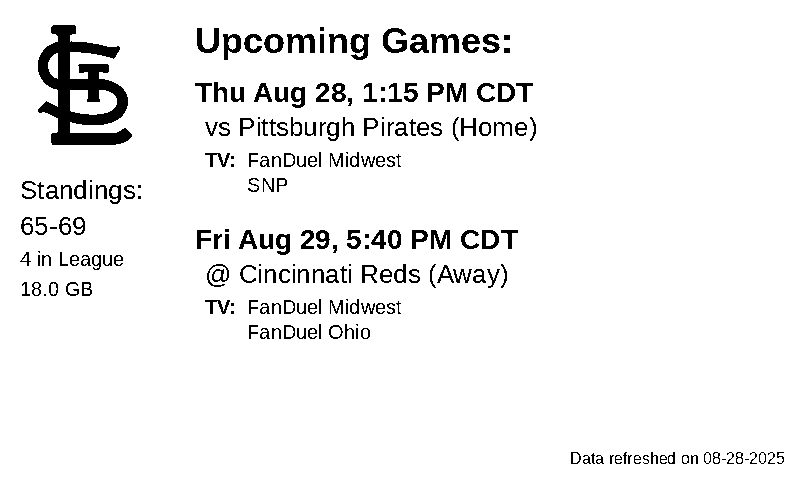 STL
Standings:
65-69
4 in League
18.0 GB
Upcoming Games:
Thu Aug 28, 1:15 PM CDT
vs Pittsburgh Pirates (Home)
TV: FanDuel Midwest
SNP
Fri Aug 29, 5:40 PM CDT
@ Cincinnati Reds (Away)
TV: FanDuel Midwest
FanDuel Ohio
Data refreshed on 08-28-2025